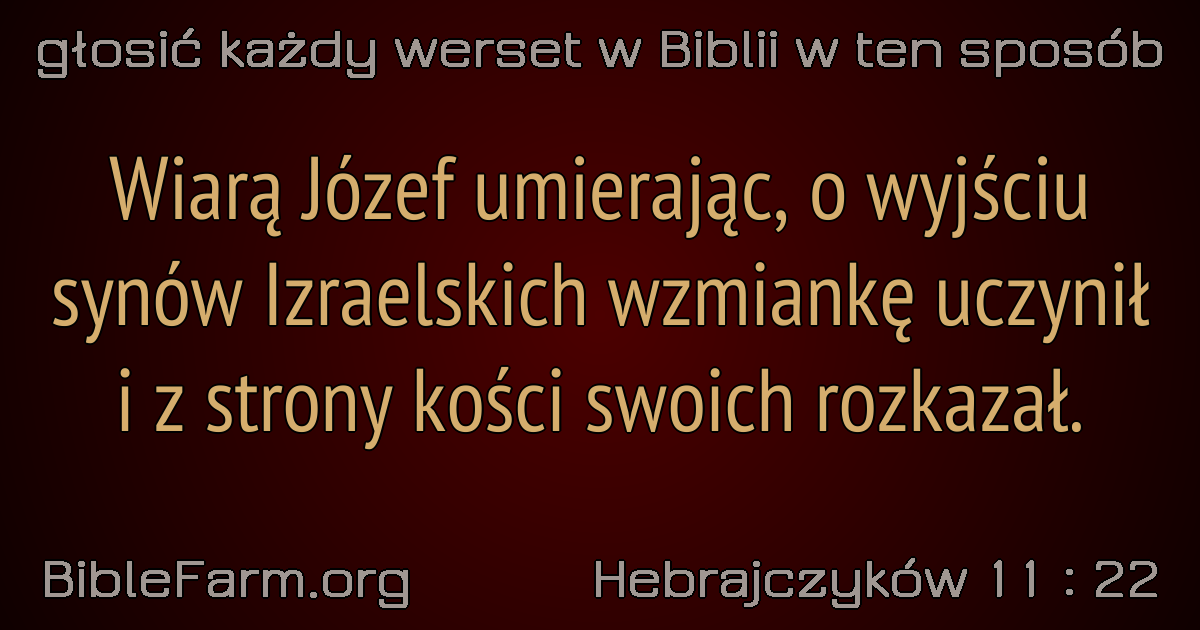 głosić każdy werset w Biblii w ten sposób
Wiarą Józef umierając, o wyjściu
synów Izraelskich wzmiankę uczynił
i z strony kości swoich rozkazał.
BibleFarm.org
Hebrajczyków 11 : 22